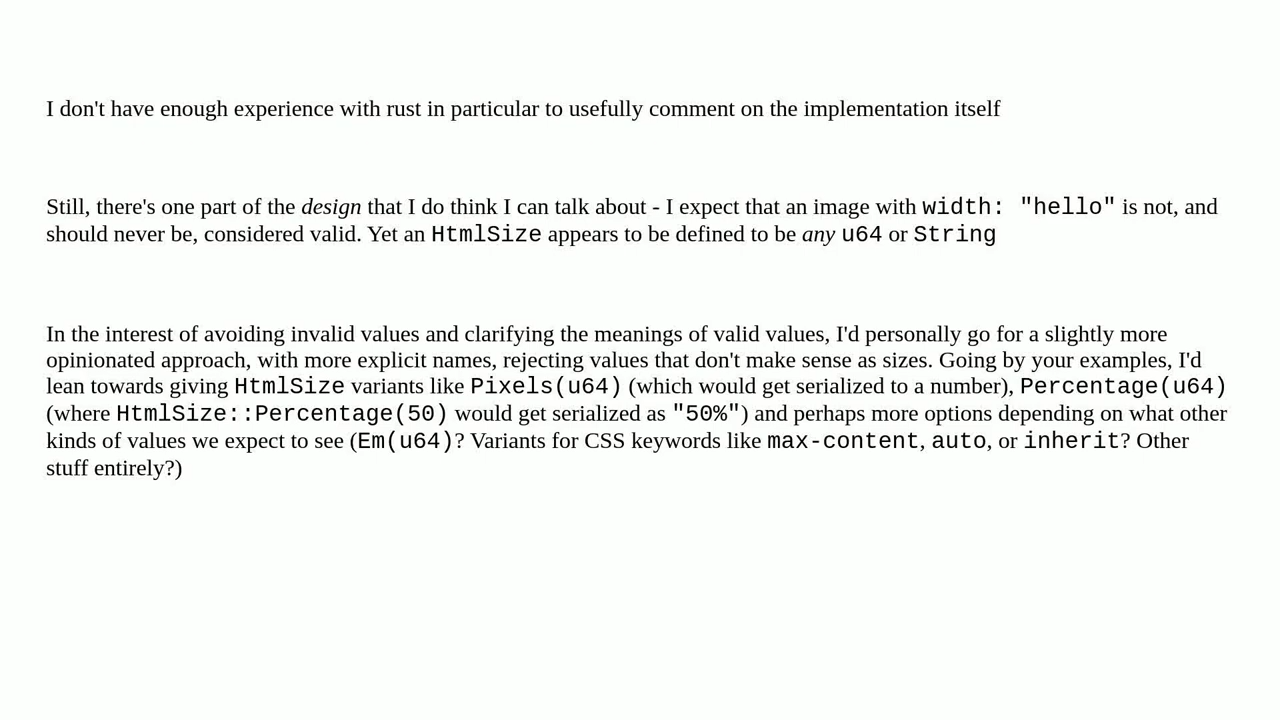 I don't have enough experience with rust in particular to usefully comment on the implementation itself
Still, there's one part of the design that I do think I can talk about - I expect that an image with width: "hello" is not, and
should never be, considered valid. Yet an HtmlSize appears to be defined to be any u64 or String
In the interest of avoiding invalid values and clarifying the meanings of valid values, I'd personally go for a slightly more
opinionated approach, with more explicit names, rejecting values that don't make sense as sizes. Going by your examples, I'd
lean towards giving HtmlSize variants like Pixels(u64) (which would get serialized to a number), Percentage(u64)
(where HtmlSize::Percentage(50) would get serialized as "50%") and perhaps more options depending on what other
kinds of values we expect to see (Em(u64)? Variants for CSS keywords like max-content, auto, or inherit? Other
stuff entirely?)